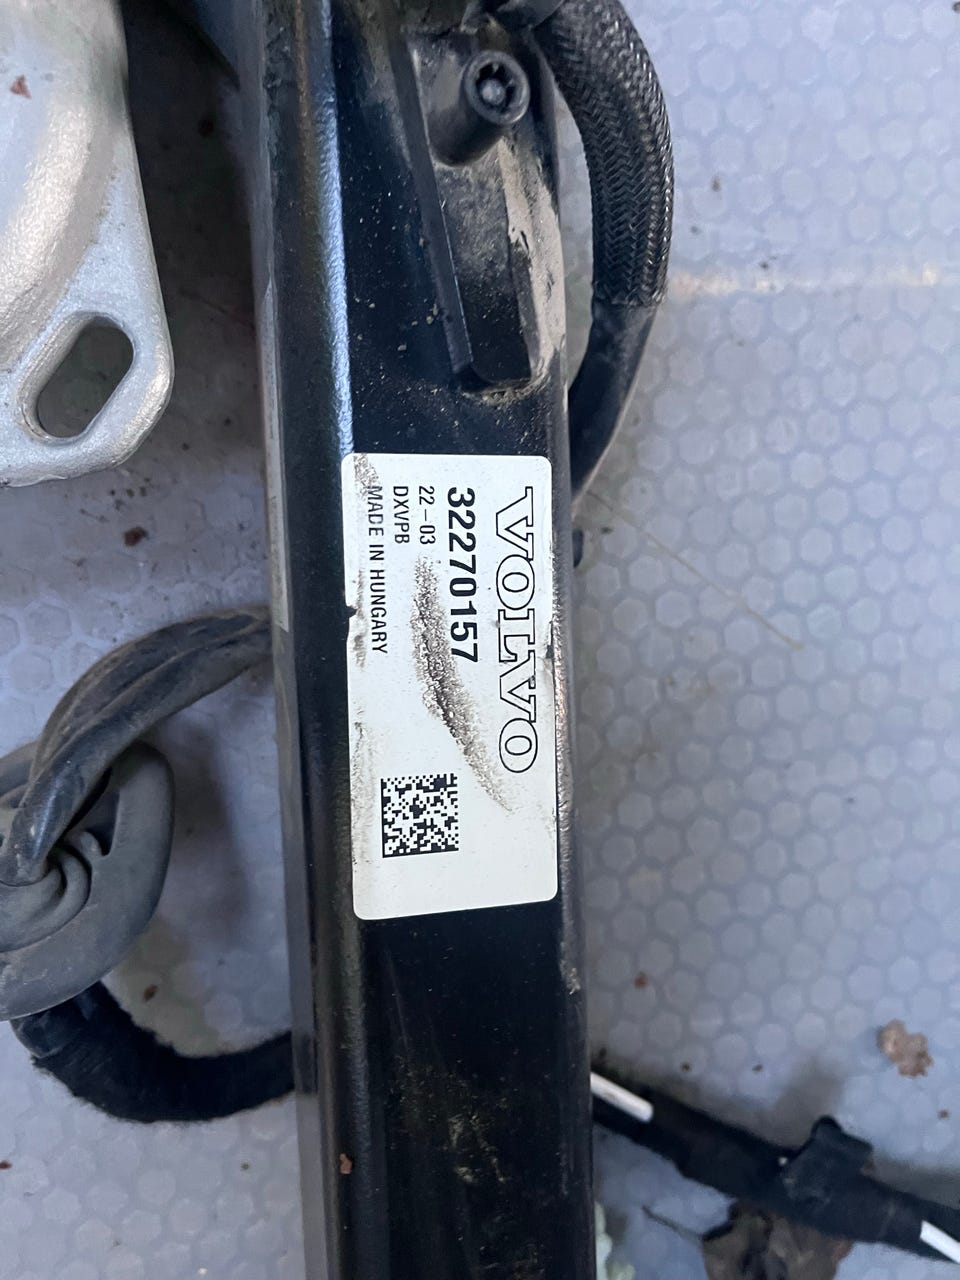 VOLVO
32270157
22-03
DXVPB
MADE IN HUNGARY